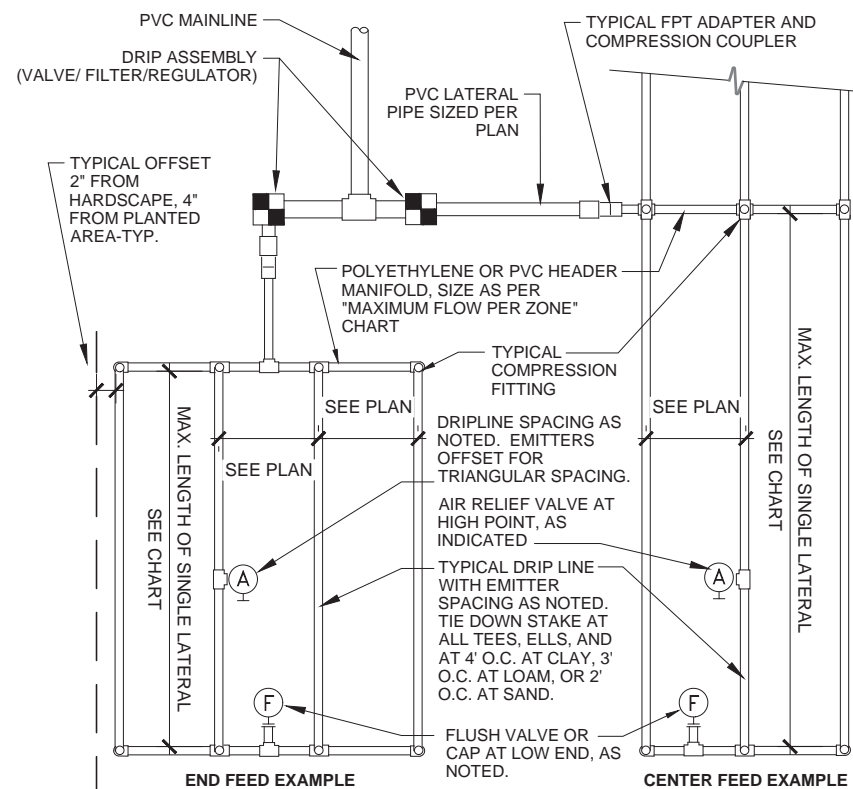 PVC MAINLINE
DRIP ASSEMBLY
(VALVE/ FILTER/REGULATOR)
TYPICAL FPT ADAPTER AND
COMPRESSION COUPLER
PVC LATERAL
PIPE SIZED PER
PLAN
TYPICAL OFFSET
2" FROM
HARDSCAPE, 4"
FROM PLANTED
AREA-TYP.
POLYETHYLENE OR PVC HEADER
MANIFOLD, SIZE AS PER
"MAXIMUM FLOW PER ZONE"
CHART
TYPICAL
COMPRESSION
FITTING
SEE PLAN
SEE PLAN
SEE PLAN
MAX. LENGTH OF SINGLE LATERAL
SEE CHART
MAX. LENGTH OF SINGLE LATERAL
SEE CHART
DRIPLINE SPACING AS
NOTED. EMITTERS
OFFSET FOR
TRIANGULAR SPACING.
AIR RELIEF VALVE AT
HIGH POINT, AS
INDICATED
A
A
TYPICAL DRIP LINE
WITH EMITTER
SPACING AS NOTED.
TIE DOWN STAKE AT
ALL TEES, ELLS, AND
AT 4' O.C. AT CLAY, 3'
O.C. AT LOAM, OR 2'
O.C. AT SAND.
F
F
FLUSH VALVE OR
CAP AT LOW END, AS
NOTED.
END FEED EXAMPLE
CENTER FEED EXAMPLE